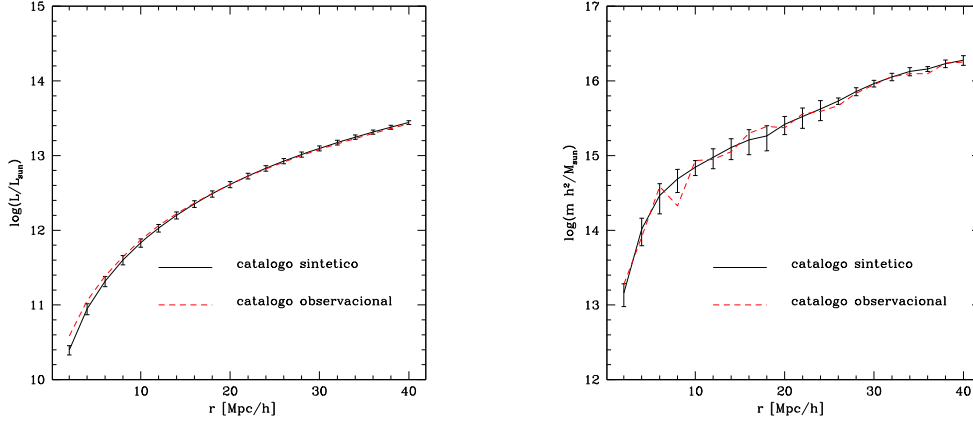 15
14
13
12
11
10
log(L/L_sun)
10
20
30
40
r [Mpc/h]
catalogo sintetico
catalogo observacional
17
16
15
14
13
12
log(m h²/M_sun)
0
10
20
30
40
r [Mpc/h]
catalogo sintetico
catalogo observacional